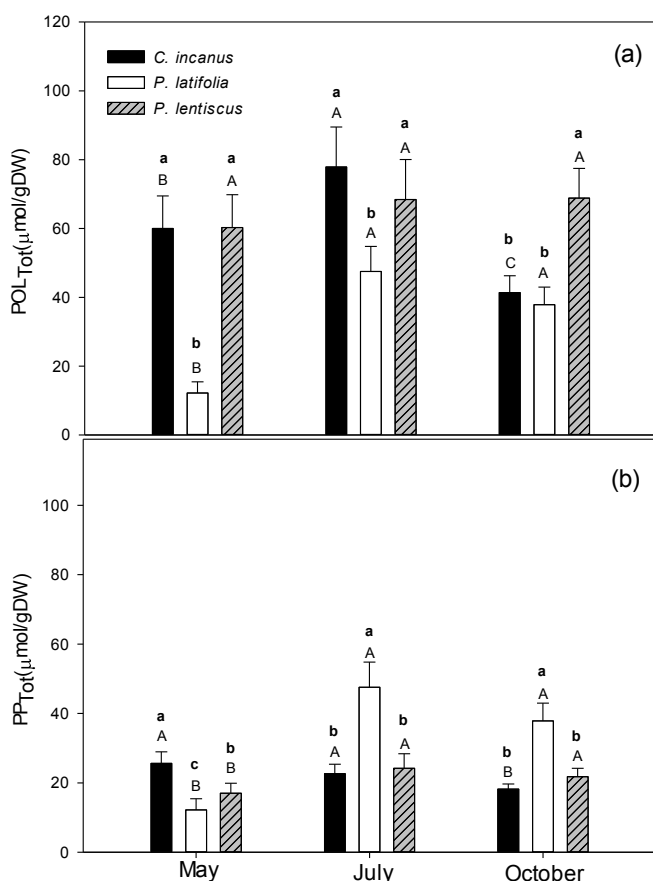 120
(a)
C. incanus
P. latifolia
P. lentiscus
100
80
60
40
20
0
POLTot(μmol/gDW)
a a
B A
b
B
a b a
A A A
b b a
C A A
(b)
100
80
60
40
20
0
PPTot(μmol/gDW)
a c b
A B B
b a b
A A A
b a b
B A A
May July October